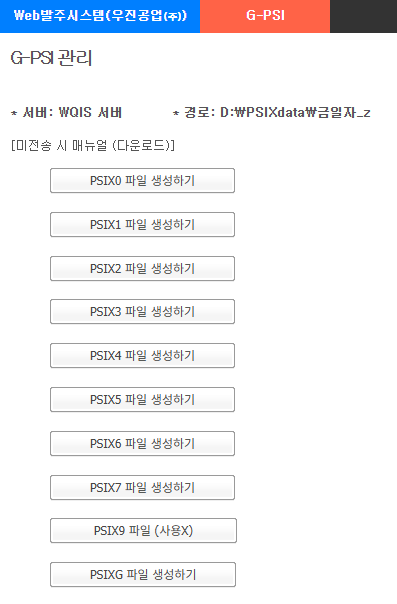 Web발주시스템(우진공업(주)) G-PSI
G-PSI 관리
* 서버: WQIS 서버 * 경로: D:\PSIXdata\금일자_z
[미전송 시 매뉴얼 (다운로드)]
PSIX0 파일 생성하기
PSIX1 파일 생성하기
PSIX2 파일 생성하기
PSIX3 파일 생성하기
PSIX4 파일 생성하기
PSIX5 파일 생성하기
PSIX6 파일 생성하기
PSIX7 파일 생성하기
PSIX9 파일 (사용X)
PSIXG 파일 생성하기